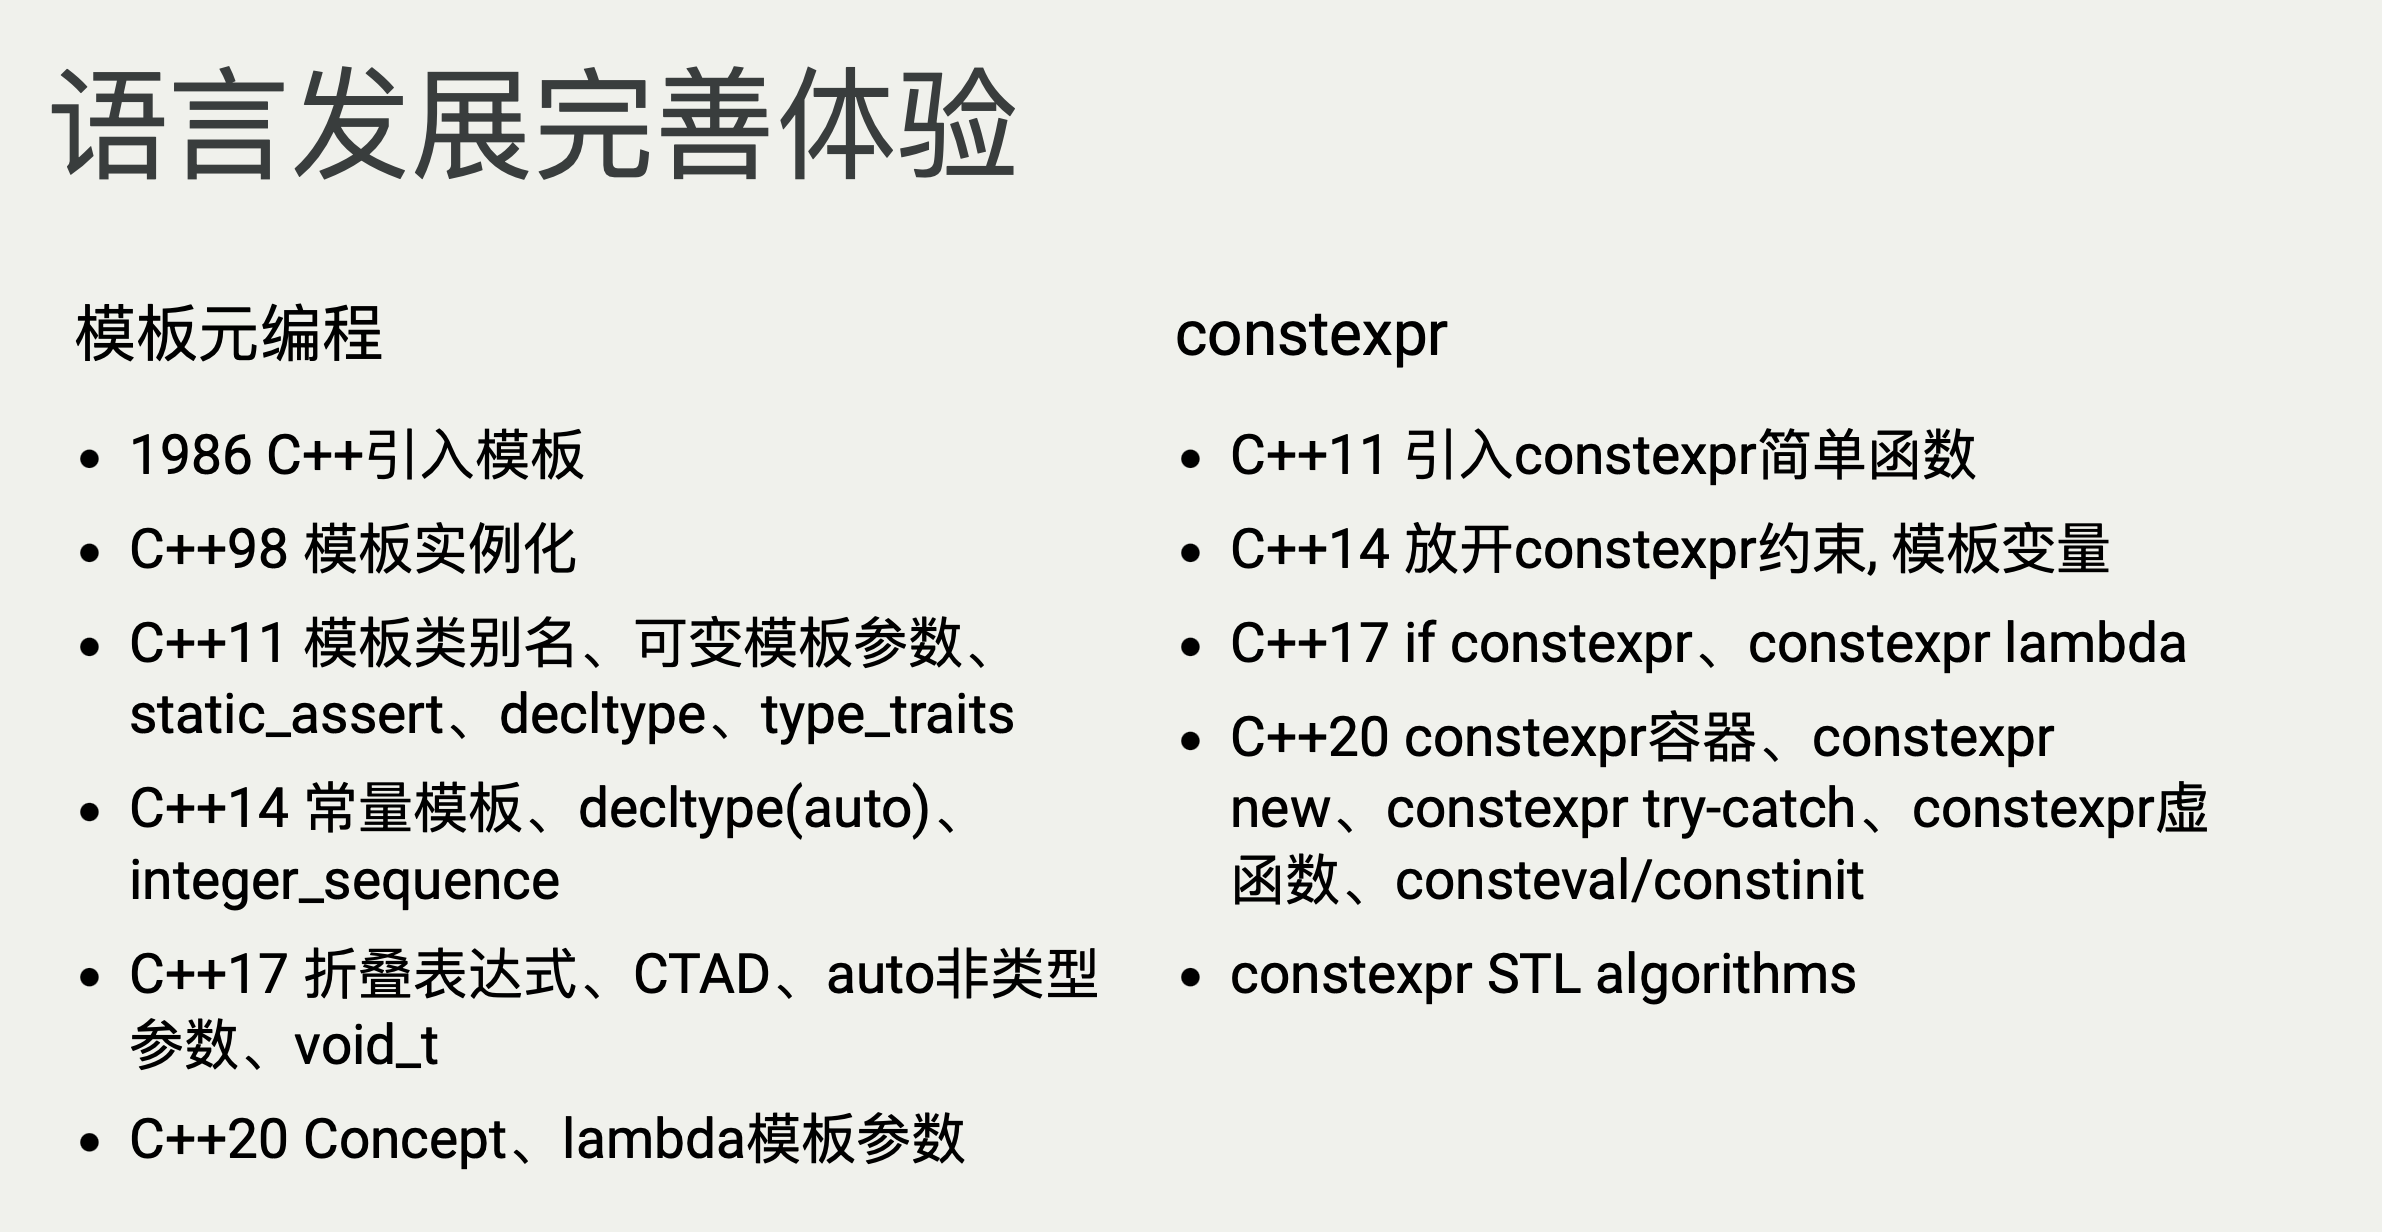 语言发展完善体验
模板元编程
• 1986 C++引入模板
• C++98 模板实例化
• C++11 模板类别名、可变模板参数、
static_assert、decltype、type_traits
• C++14 常量模板、decltype(auto)、
integer_sequence
• C++17 折叠表达式、CTAD、auto非类型
参数、void_t
• C++20 Concept、lambda模板参数
constexpr
• C++11 引入constexpr简单函数
• C++14 放开constexpr约束, 模板变量
• C++17 if constexpr、constexpr lambda
• C++20 constexpr容器、constexpr
new、constexpr try-catch、constexpr虚
函数、consteval/constinit
• constexpr STL algorithms